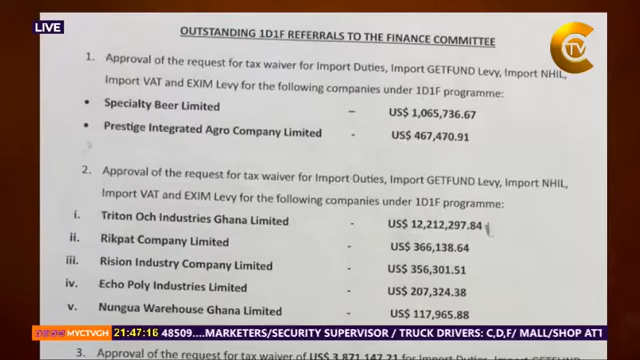 LIVE
C
TV
OUTSTANDING 1D1F REFERRALS TO THE FINANCE COMMITTEE
1. Approval of the request for tax waiver for Import Duties, Import GETFUND Levy, Import NHIL,
Import VAT and EXIM Levy for the following companies under 1D1F programme:
• Specialty Beer Limited – US$ 1,065,736.67
• Prestige Integrated Agro Company Limited - US$ 467,470.91
2. Approval of the request for tax waiver for Import Duties, Import GETFUND Levy, Import NHIL,
Import VAT and EXIM Levy for the following companies under 1D1F programme:
i. Triton Och Industries Ghana Limited - US$ 12,212,297.84
ii. Rikpat Company Limited - US$ 366,138.64
iii. Rision Industry Company Limited - US$ 356,301.51
iv. Echo Poly Industries Limited - US$ 207,324.38
v. Nungua Warehouse Ghana Limited - US$ 117,965.88
MYCTVGH 21:47:16 48509....MARKETERS/SECURITY SUPERVISOR / TRUCK DRIVERS: C,D,F/ MALL/SHOP ATT
3. Approval of the request for tax waiver of US$ 3,871,147.21 for Import Duties, Import GETFUND